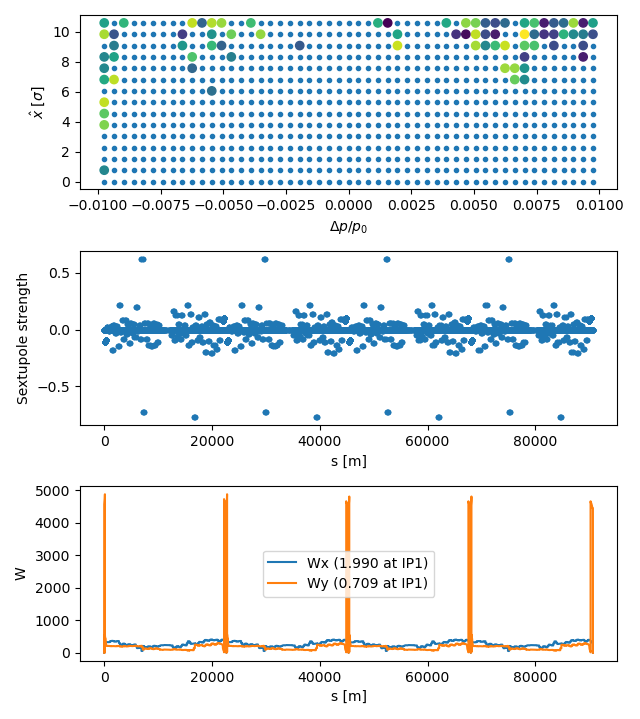 10
8
6
4
2
0
x̂ [σ]
−0.0100 −0.0075 −0.0050 −0.0025 0.0000 0.0025 0.0050 0.0075 0.0100
Δp/p₀
0.5
0.0
−0.5
Sextupole strength
0 20000 40000 60000 80000
s [m]
5000
4000
3000
2000
1000
0
W
Wx (1.990 at IP1)
Wy (0.709 at IP1)
0 20000 40000 60000 80000
s [m]